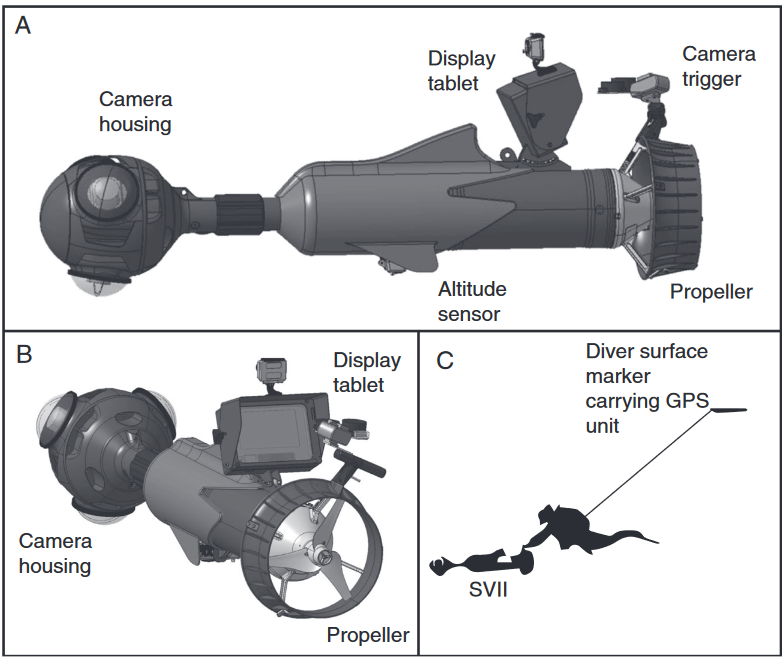 A
Camera
housing
Display
tablet
Camera
trigger
Altitude
sensor
Propeller
B
Display
tablet
Camera
housing
Propeller
C
Diver surface
marker
carrying GPS
unit
SVII